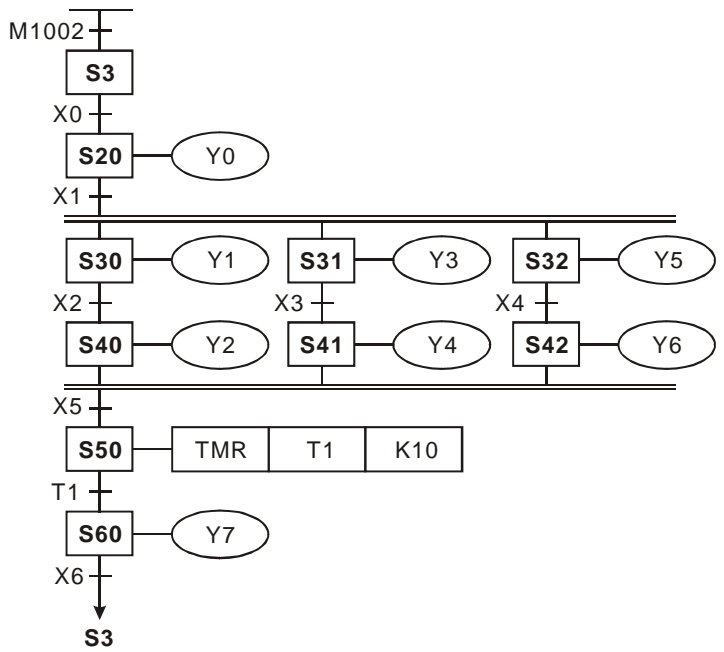 M1002
S3
X0
S20 Y0
X1
S30 Y1 S31 Y3 S32 Y5
X2 X3 X4
S40 Y2 S41 Y4 S42 Y6
X5
S50 TMR T1 K10
T1
S60 Y7
X6
S3